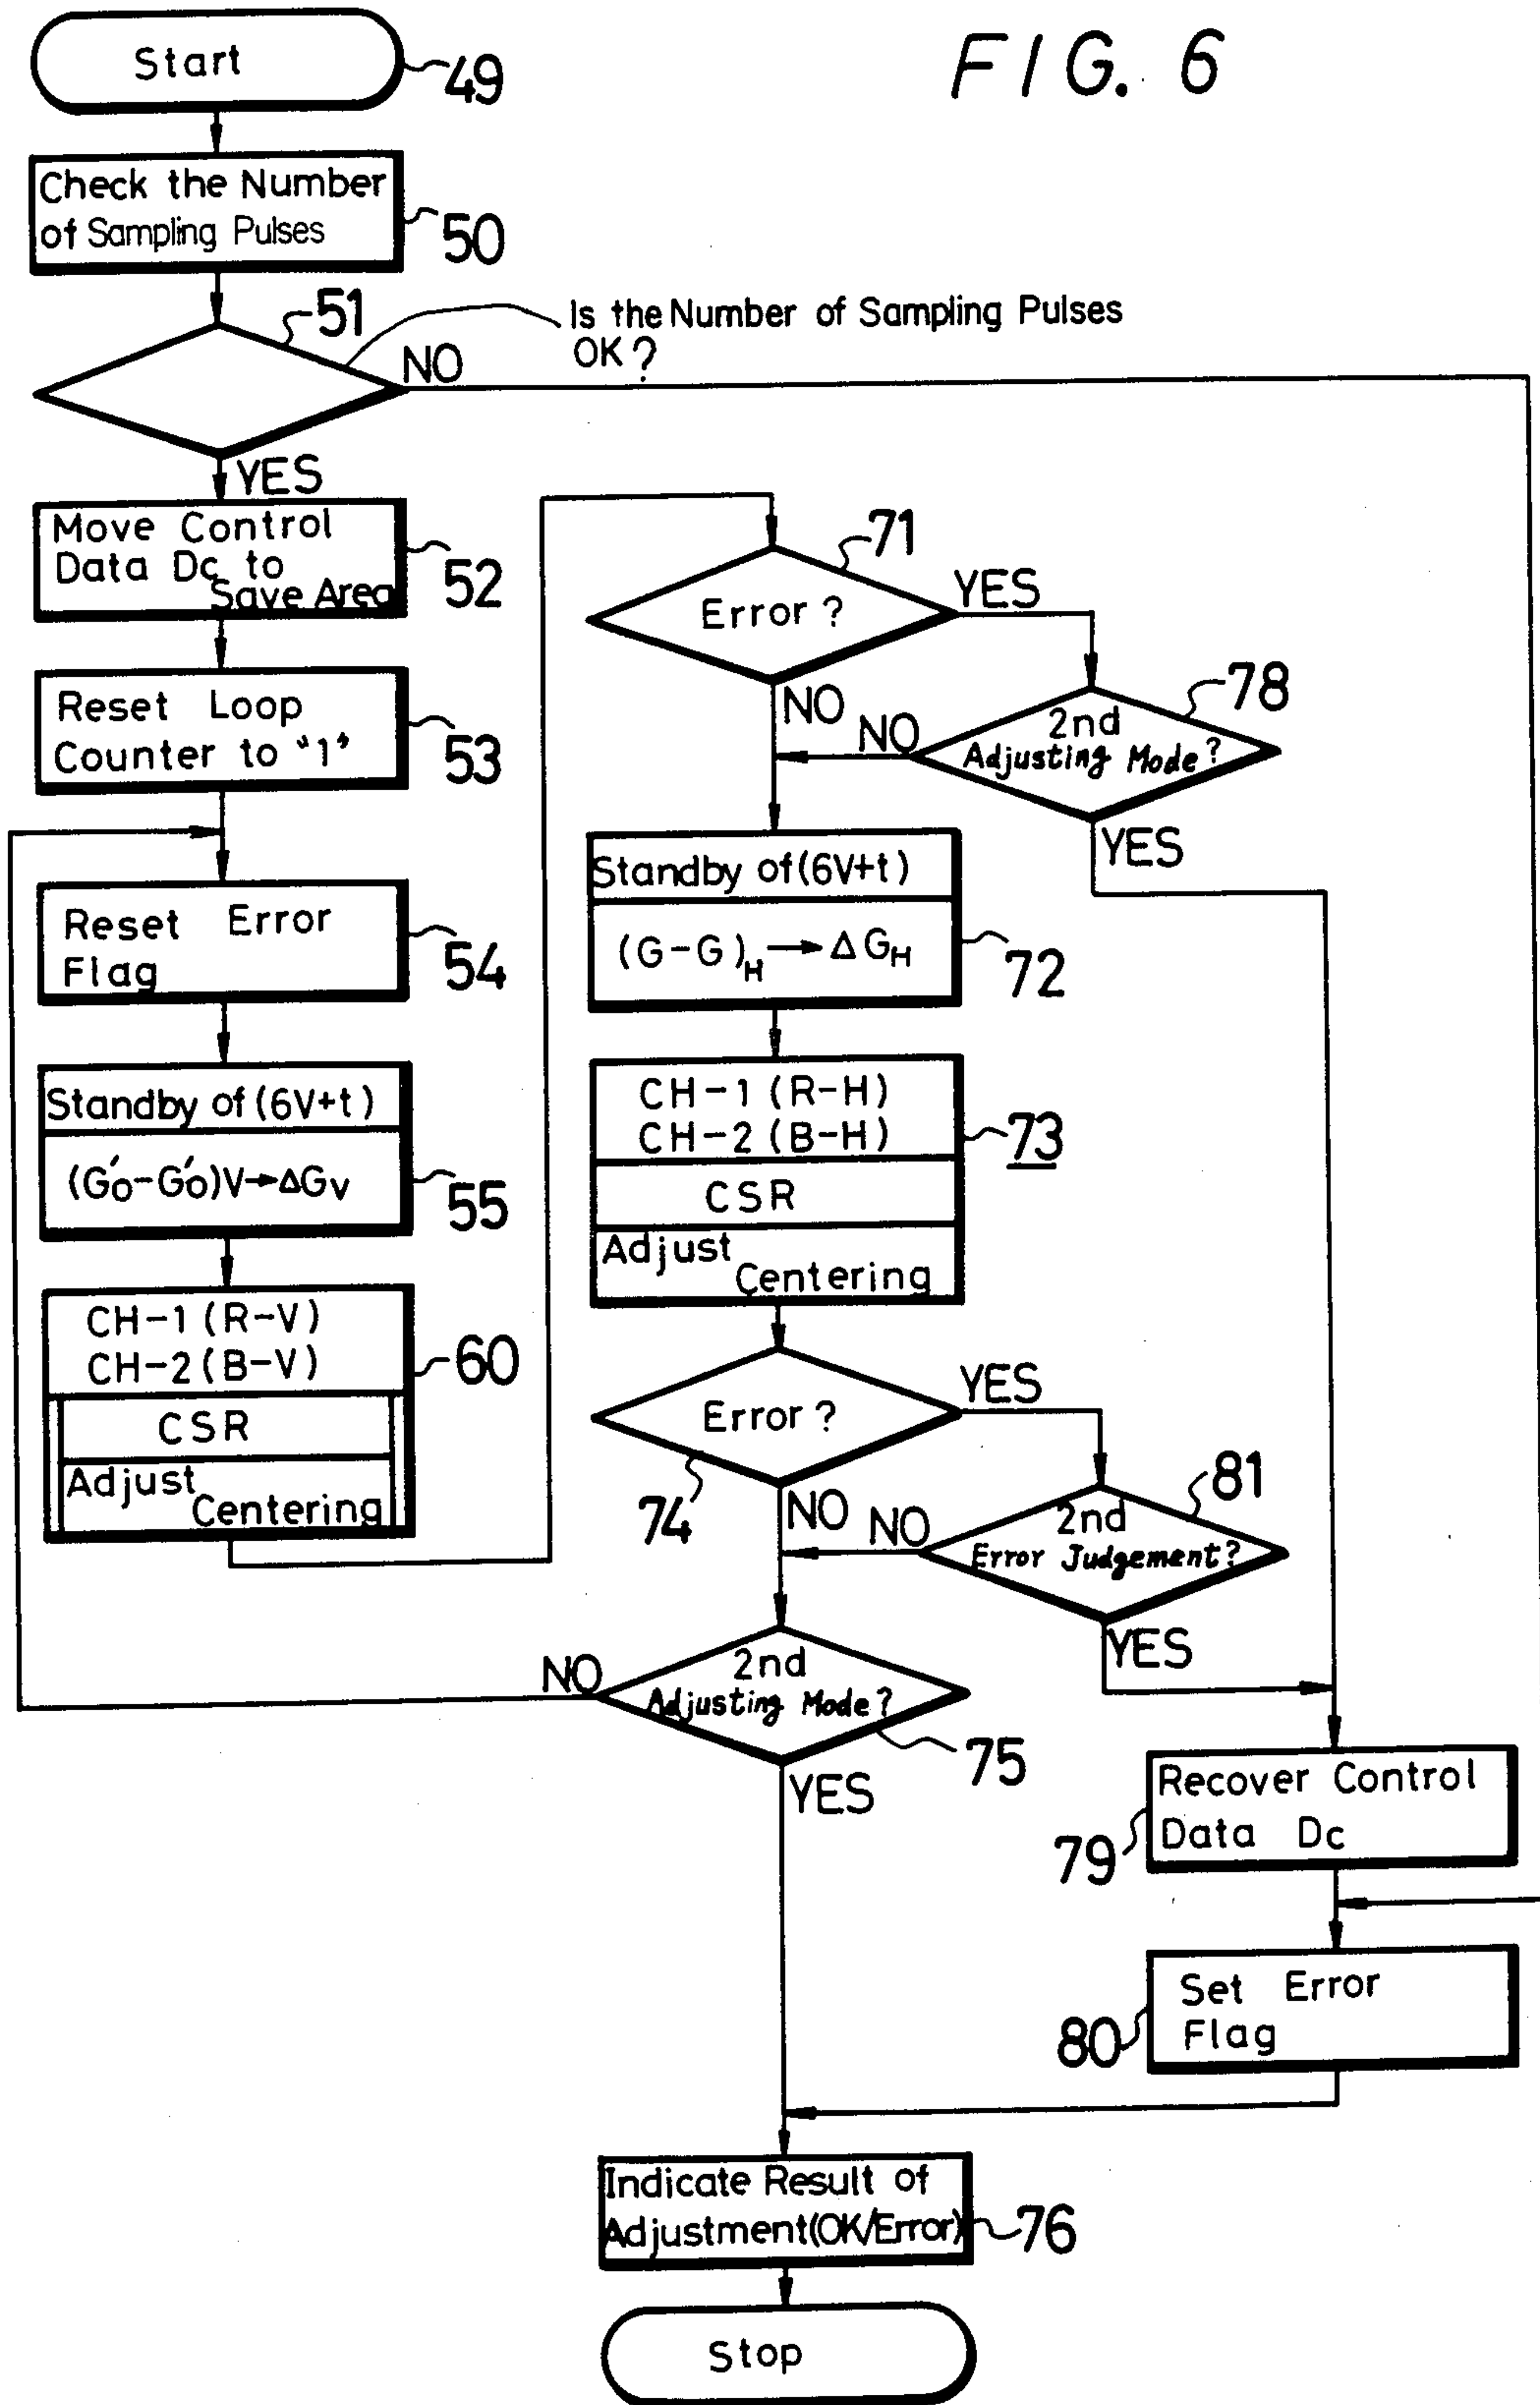 FIG. 6
Start
49
Check the Number
of Sampling Pulses
50
51
Is the Number of Sampling Pulses
OK?
NO
YES
Move Control
Data Dc to
Save Area
52
Reset Loop
Counter to "1"
53
Reset Error
Flag
54
Standby of (6V+t)
(G'o-G'o)V→ΔGV
55
CH-1 (R-V)
CH-2 (B-V)
60
CSR
Adjust
Centering
71
Error?
YES
NO
78
2nd
Adjusting Mode?
NO
YES
Standby of (6V+t)
(G-G)H→ΔGH
72
CH-1 (R-H)
CH-2 (B-H)
73
CSR
Adjust
Centering
Error?
YES
74
NO
81
2nd
Error Judgement?
NO
YES
2nd
Adjusting Mode?
NO
75
YES
Recover Control
Data Dc
79
Set Error
Flag
80
Indicate Result of
Adjustment(OK/Error)
76
Stop